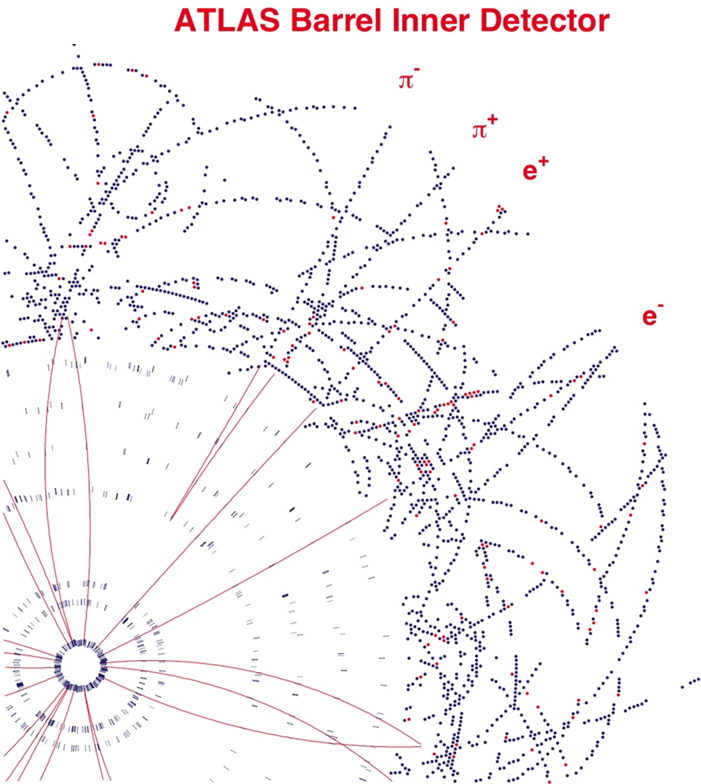 ATLAS Barrel Inner Detector
π-
π+
e+
e-